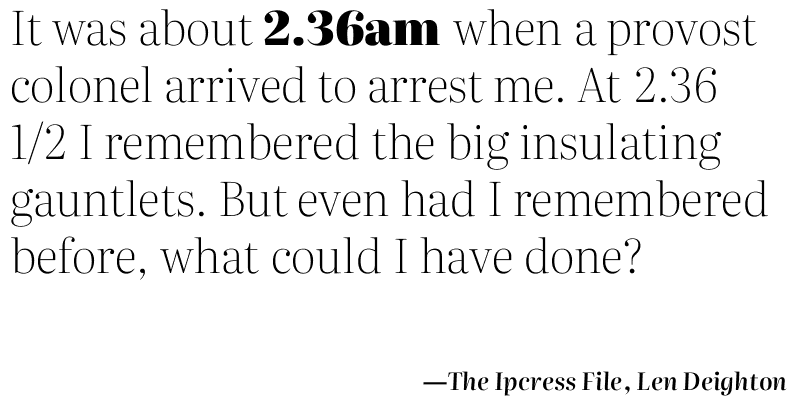 It was about 2.36am when a provost
colonel arrived to arrest me. At 2.36
1/2 I remembered the big insulating
gauntlets. But even had I remembered
before, what could I have done?
—The Ipcress File, Len Deighton